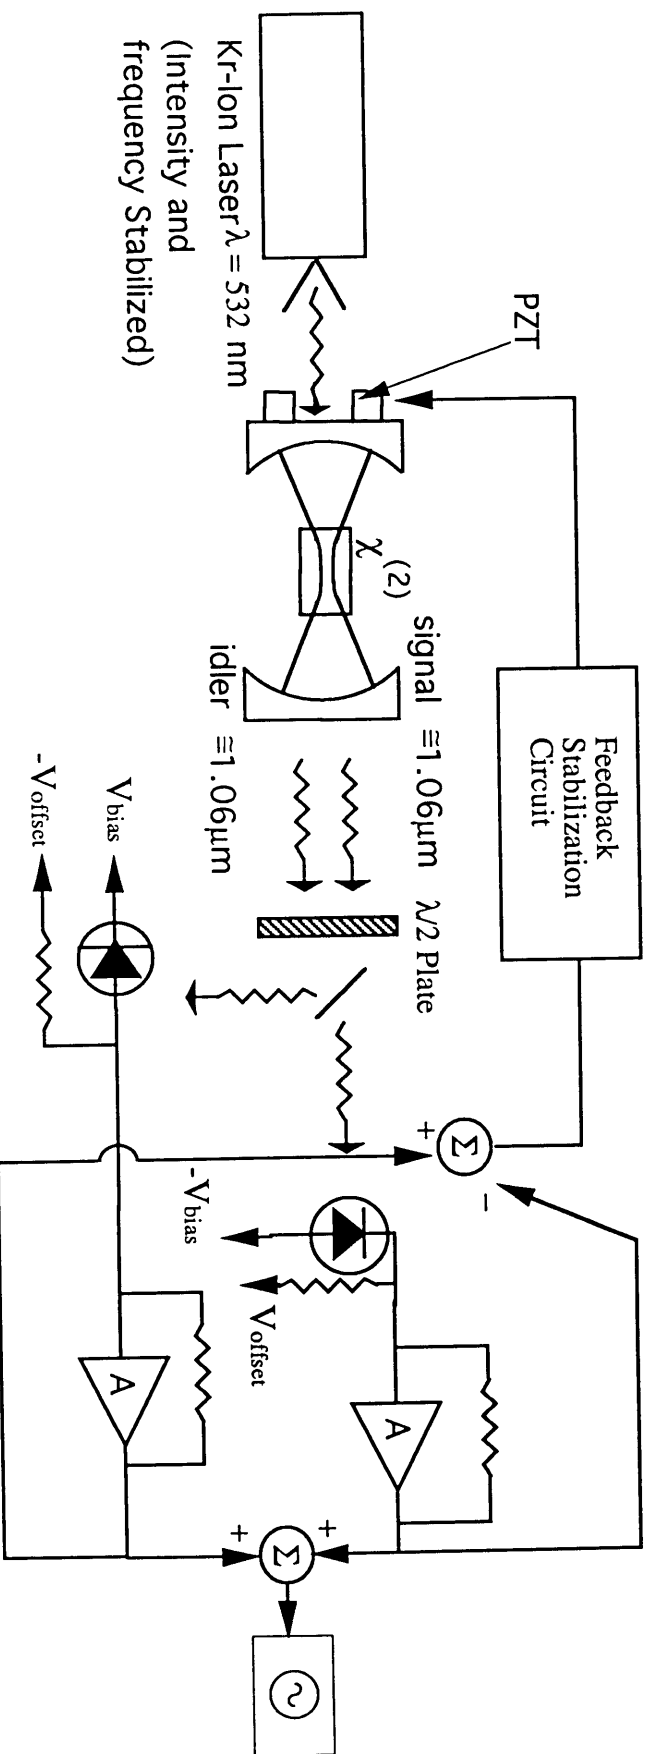 Kr-Ion Laser λ = 532 nm
(Intensity and
frequency Stabilized)
PZT
χ(2)
signal ≅1.06μm
idler ≅1.06μm
λ/2 Plate
Feedback
Stabilization
Circuit
Σ
+
-
Vbias
-Voffset
-Vbias
Voffset
A
A
+
+
Σ